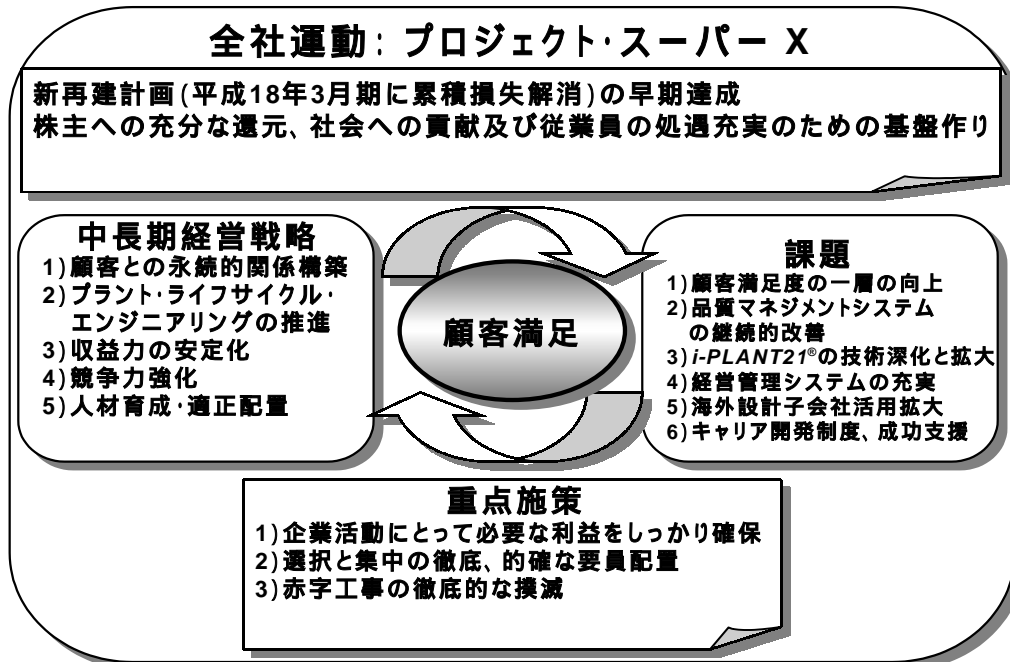 全社運動: プロジェクト･スーパー X
新再建計画(平成18年3月期に累積損失解消)の早期達成
株主への充分な還元、社会への貢献及び従業員の処遇充実のための基盤作り
中長期経営戦略
1)顧客との永続的関係構築
2)プラント･ライフサイクル･
エンジニアリングの推進
3)収益力の安定化
4)競争力強化
5)人材育成･適正配置
顧客満足
課題
1)顧客満足度の一層の向上
2)品質マネジメントシステム
の継続的改善
3)i-PLANT21®の技術深化と拡大
4)経営管理システムの充実
5)海外設計子会社活用拡大
6)キャリア開発制度、成功支援
重点施策
1)企業活動にとって必要な利益をしっかり確保
2)選択と集中の徹底、的確な要員配置
3)赤字工事の徹底的な撲滅